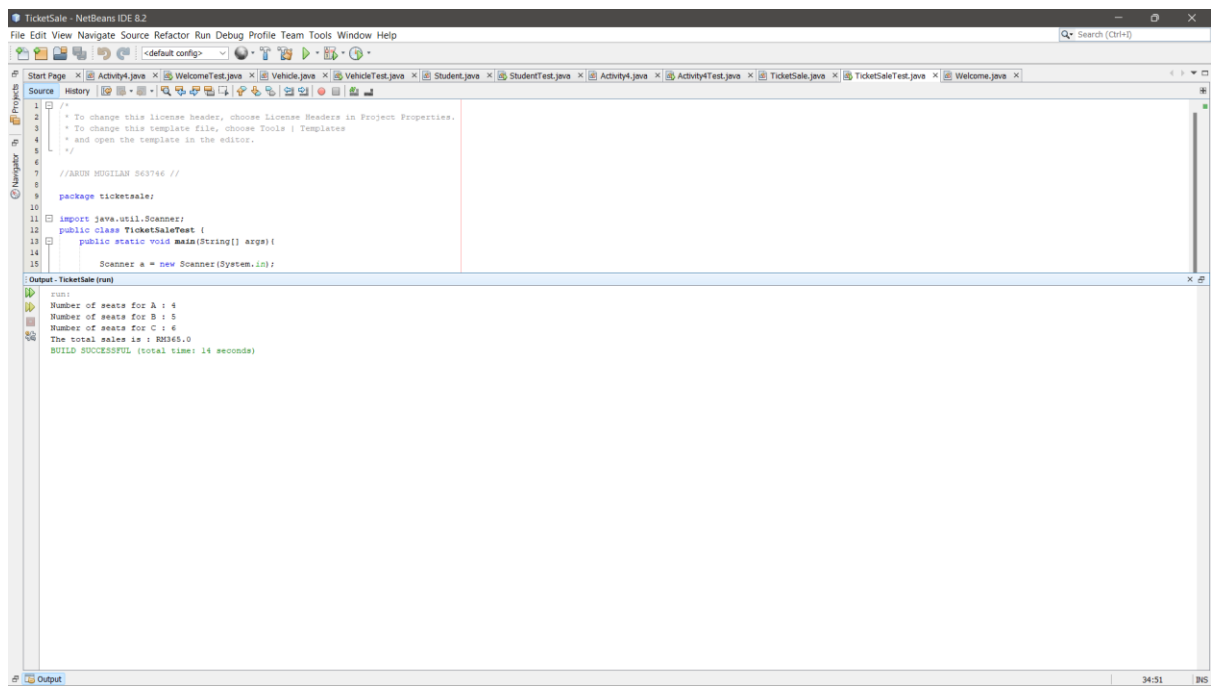 TicketSale - NetBeans IDE 8.2
File Edit View Navigate Source Refactor Run Debug Profile Team Tools Window Help
Search (Ctrl+I)
<default config>
Start Page Activity4.java WelcomeTest.java Vehicle.java VehicleTest.java Student.java StudentTest.java Activity4.java Activity4Test.java TicketSale.java TicketSaleTest.java Welcome.java
Source History
Projects
Navigator
1 /*
2 * To change this license header, choose License Headers in Project Properties.
3 * To change this template file, choose Tools | Templates
4 * and open the template in the editor.
5 */
6
7 //ARUN MUGILAN S63746 //
8
9 package ticketsale;
10
11 import java.util.Scanner;
12 public class TicketSaleTest {
13 public static void main(String[] args){
14
15 Scanner a = new Scanner(System.in);
Output - TicketSale (run)
run:
Number of seats for A : 4
Number of seats for B : 5
Number of seats for C : 6
The total sales is : RM365.0
BUILD SUCCESSFUL (total time: 14 seconds)
Output
34:51 INS